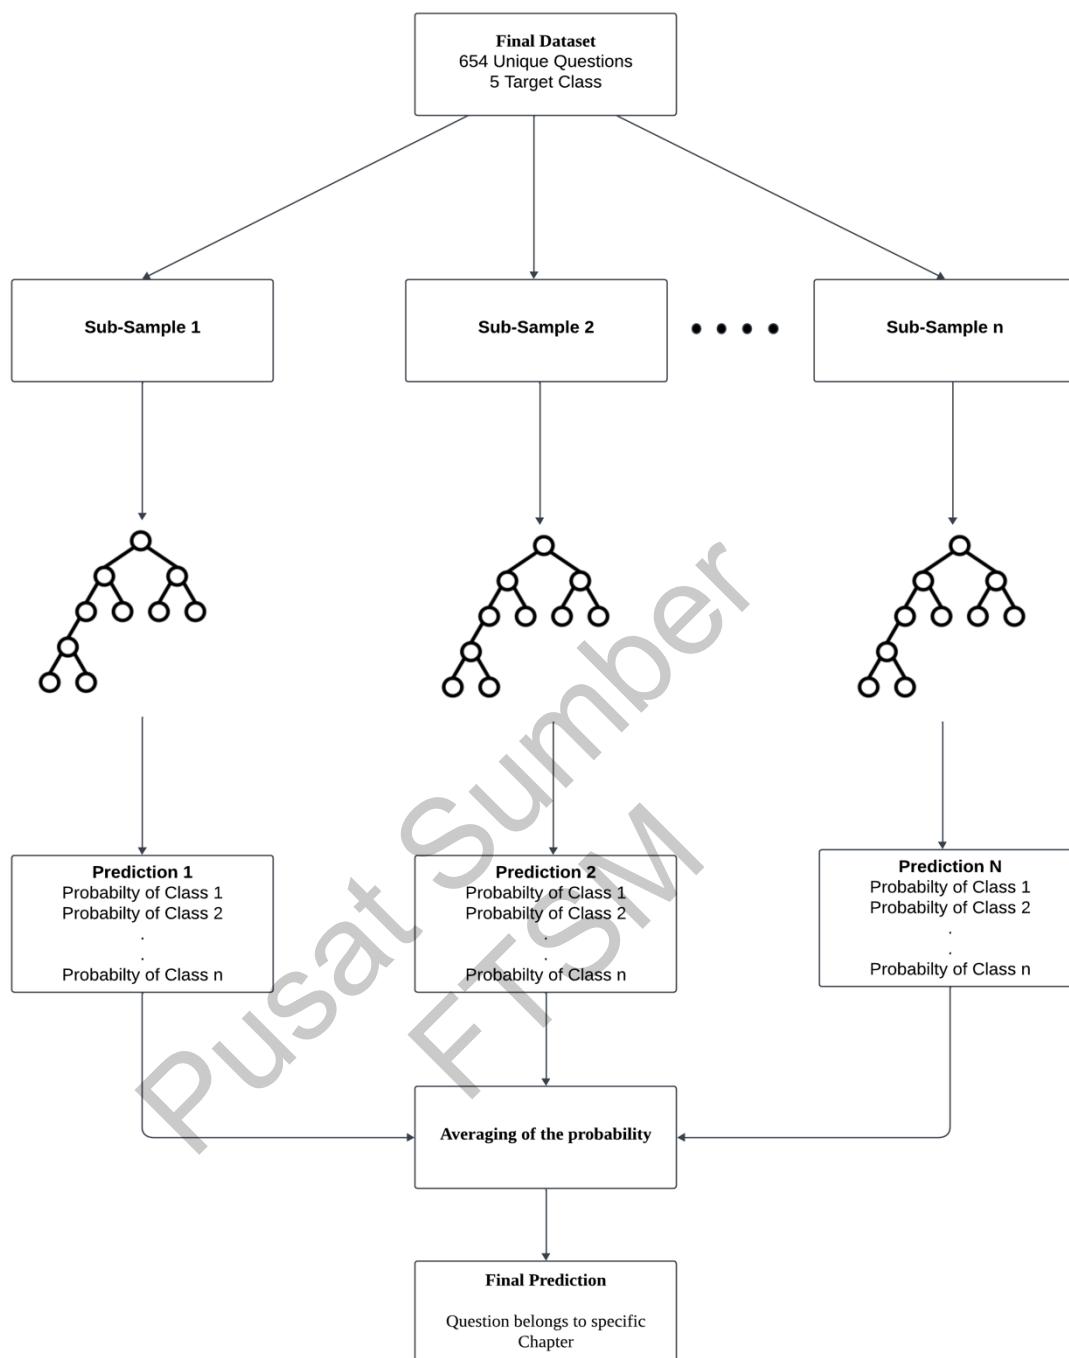 Final Dataset
654 Unique Questions
5 Target Class
Sub-Sample 1
Sub-Sample 2
Sub-Sample n
Prediction 1
Probabilty of Class 1
Probabilty of Class 2
.
.
Probabilty of Class n
Prediction 2
Probabilty of Class 1
Probabilty of Class 2
.
.
Probabilty of Class n
Prediction N
Probabilty of Class 1
Probabilty of Class 2
.
.
Probabilty of Class n
Averaging of the probability
Final Prediction
Question belongs to specific
Chapter
Pusat Sumber
FTSM